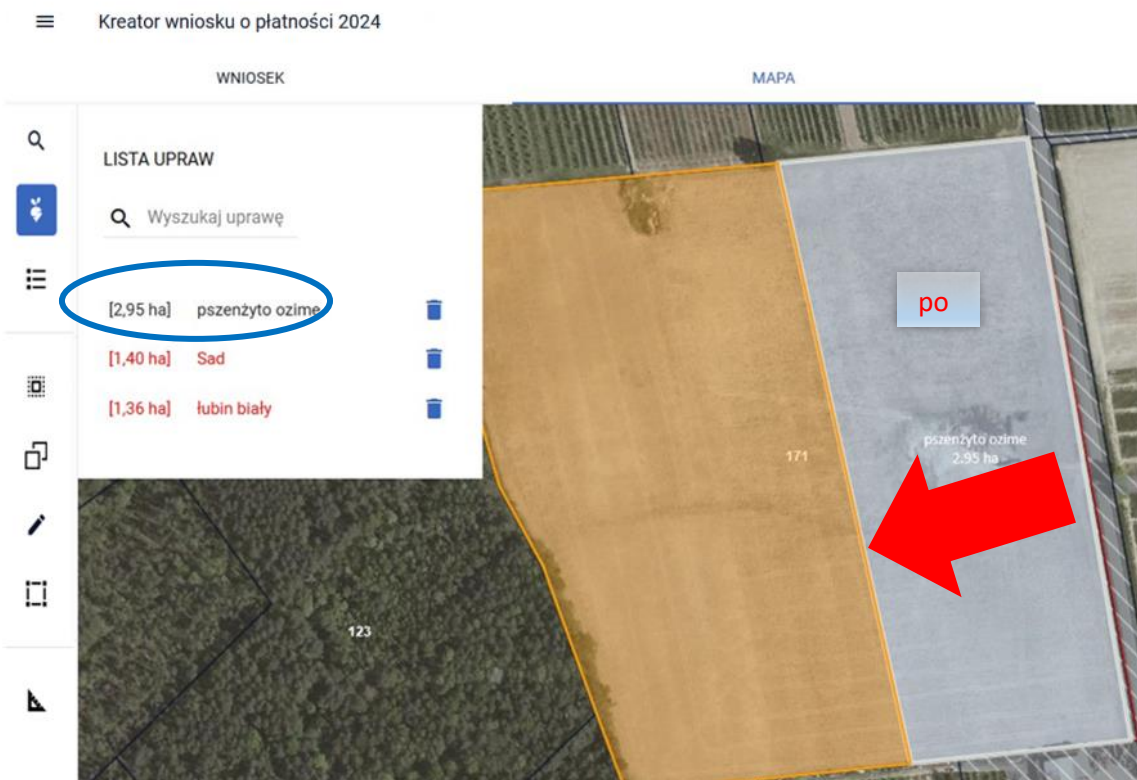 Kreator wniosku o płatności 2024
WNIOSEK
MAPA
LISTA UPRAW
Wyszukaj uprawę
[2,95 ha] pszenżyto ozime
[1,40 ha] Sad
[1,36 ha] łubin biały
po
pszenżyto ozime
2.95 ha
171
123